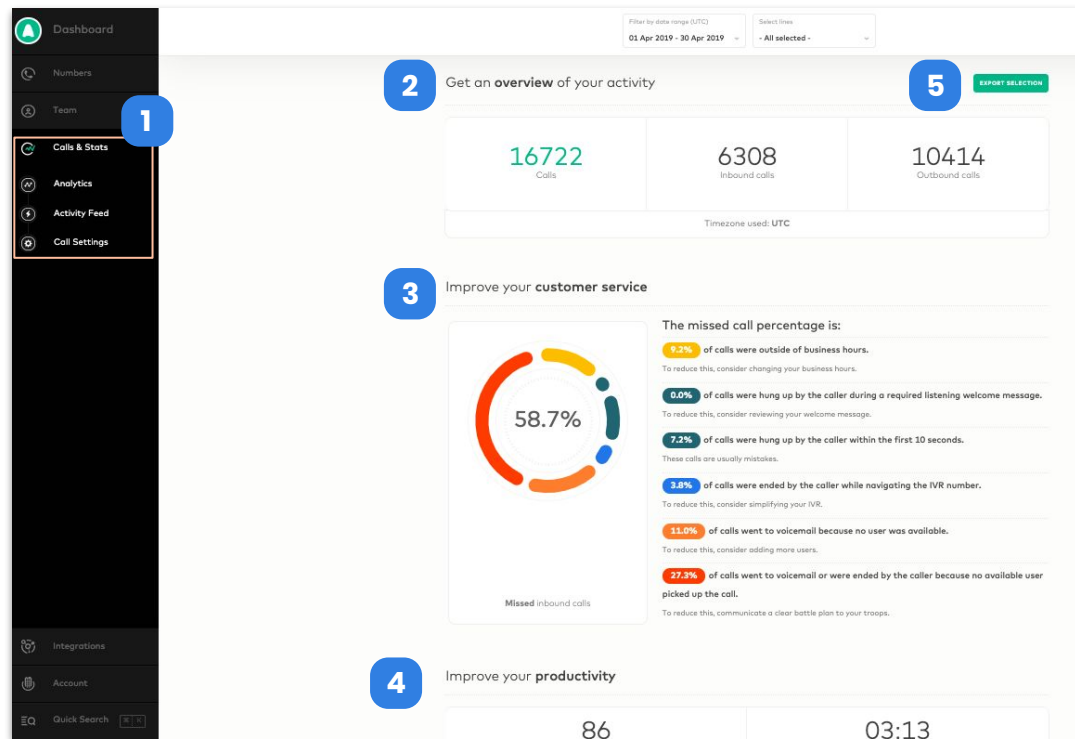 Dashboard
Numbers
Team
1
Calls & Stats
Analytics
Activity Feed
Call Settings
Integrations
Account
Quick Search ⌘ K
Filter by date range (UTC)
01 Apr 2019 - 30 Apr 2019
Select lines
- All selected -
2
Get an overview of your activity
5
EXPORT SELECTION
16722
Calls
6308
Inbound calls
10414
Outbound calls
Timezone used: UTC
3
Improve your customer service
58.7%
Missed inbound calls
The missed call percentage is:
9.2% of calls were outside of business hours.
To reduce this, consider changing your business hours.
0.0% of calls were hung up by the caller during a required listening welcome message.
To reduce this, consider reviewing your welcome message.
7.2% of calls were hung up by the caller within the first 10 seconds.
These calls are usually mistakes.
3.8% of calls were ended by the caller while navigating the IVR number.
To reduce this, consider simplifying your IVR.
11.0% of calls went to voicemail because no user was available.
To reduce this, consider adding more users.
27.3% of calls went to voicemail or were ended by the caller because no available user
picked up the call.
To reduce this, communicate a clear battle plan to your troops.
4
Improve your productivity
86
03:13